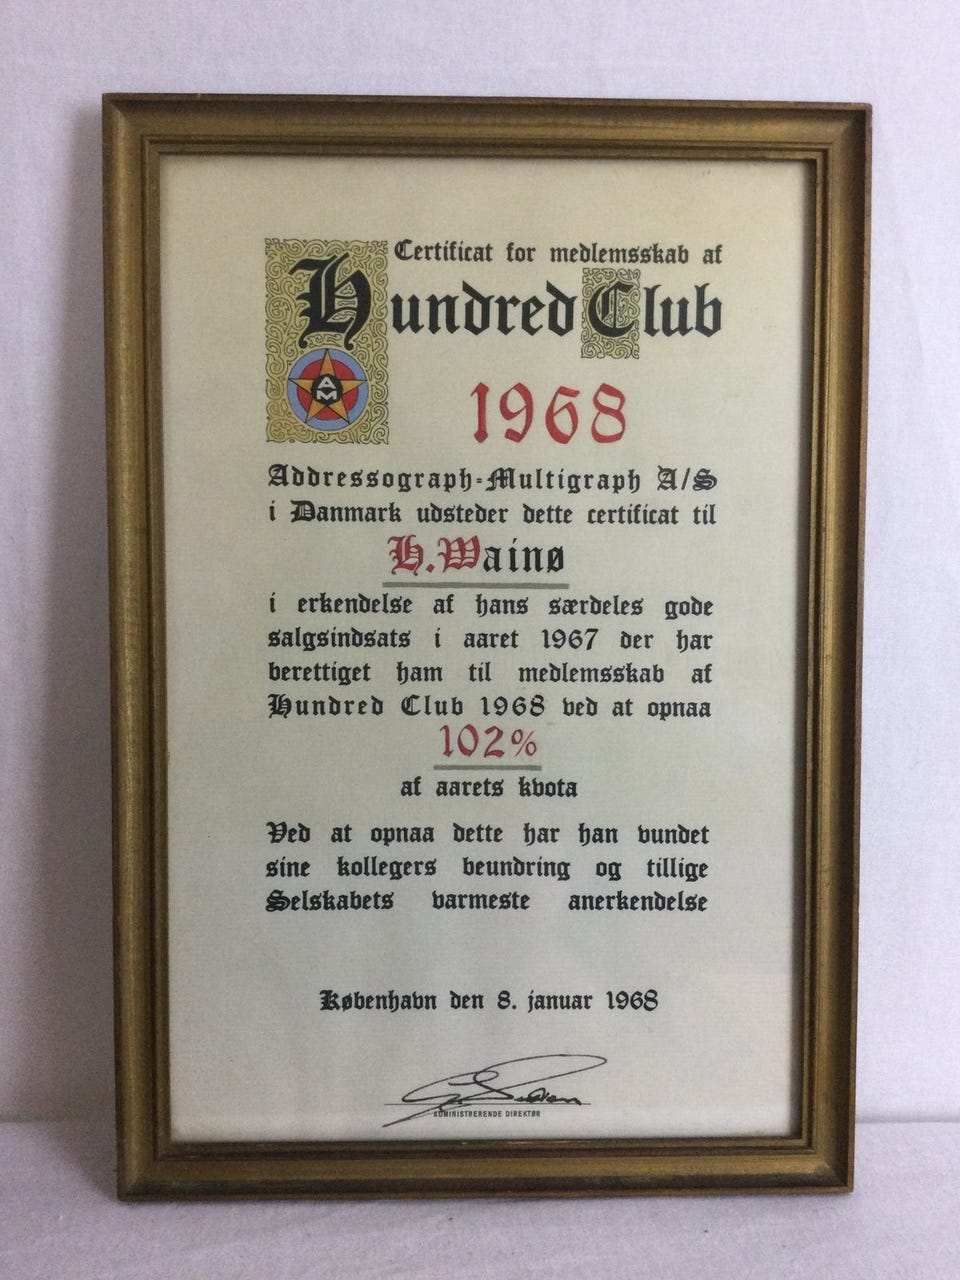 Certificat for medlemsskab af
Hundred Club
AM
1968
Addressograph-Multigraph A/S
i Danmark udsteder dette certificat til
H. Wainø
i erkendelse af hans særdeles gode
salgsindsats i aaret 1967 der har
berettiget ham til medlemsskab af
Hundred Club 1968 ved at opnaa
102%
af aarets kvota
Ved at opnaa dette har han vundet
sine kollegers beundring og tillige
Selskabets varmeste anerkendelse
København den 8. januar 1968
ADMINISTRERENDE DIREKTØR